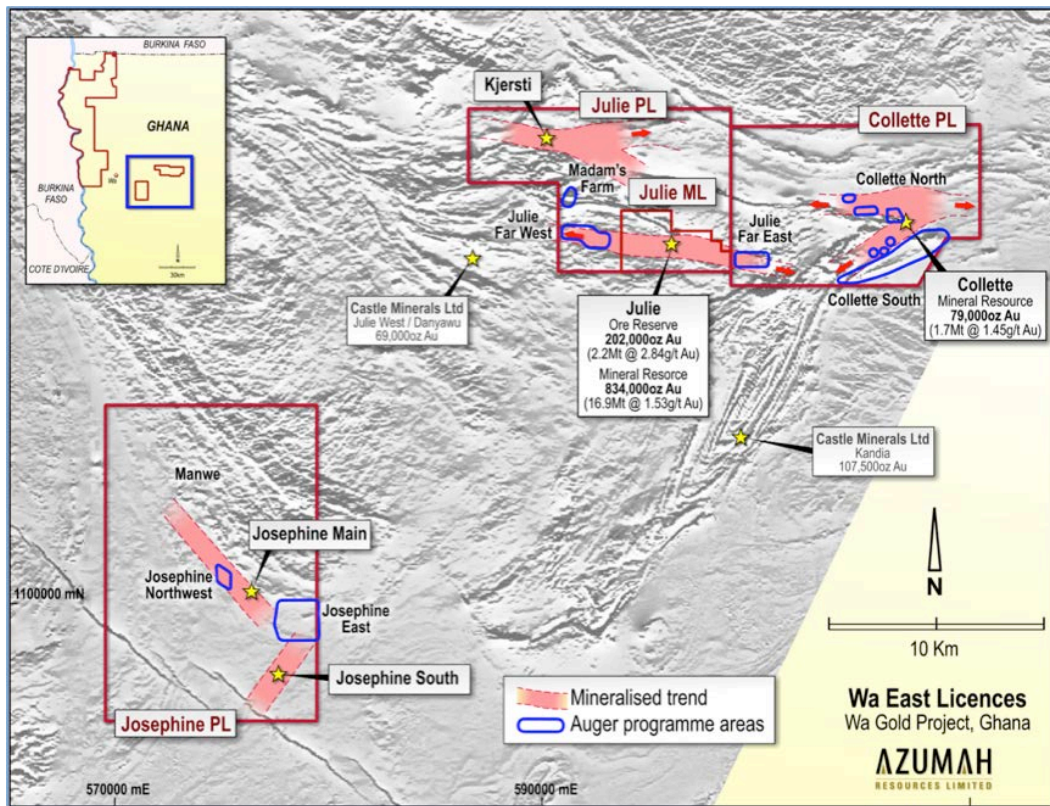 BURKINA FASO
GHANA
BURKINA
FASO
COTE D'IVOIRE
30km
Kjersti
Julie PL
Collette PL
Madam's
Farm
Julie ML
Collette North
Julie
Far West
Julie
Far East
Collette South
Castle Minerals Ltd
Julie West / Danyawu
69,000oz Au
Julie
Ore Reserve
202,000oz Au
(2.2Mt @ 2.84g/t Au)
Mineral Resorce
834,000oz Au
(16.9Mt @ 1.53g/t Au)
Collette
Mineral Resource
79,000oz Au
(1.7Mt @ 1.45g/t Au)
Castle Minerals Ltd
Kandia
107,500oz Au
Manwe
Josephine Main
Josephine
Northwest
1100000 mN
Josephine
East
Josephine South
Josephine PL
N
10 Km
Mineralised trend
Auger programme areas
Wa East Licences
Wa Gold Project, Ghana
AZUMAH
RESOURCES LIMITED
570000 mE
590000 mE